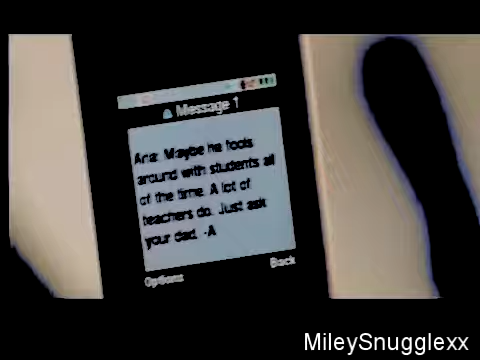 Message 1
Aria: Maybe he fools
around with students all
of the time. A lot of
teachers do. Just ask
your dad. -A
Options
Back
MileySnugglexx